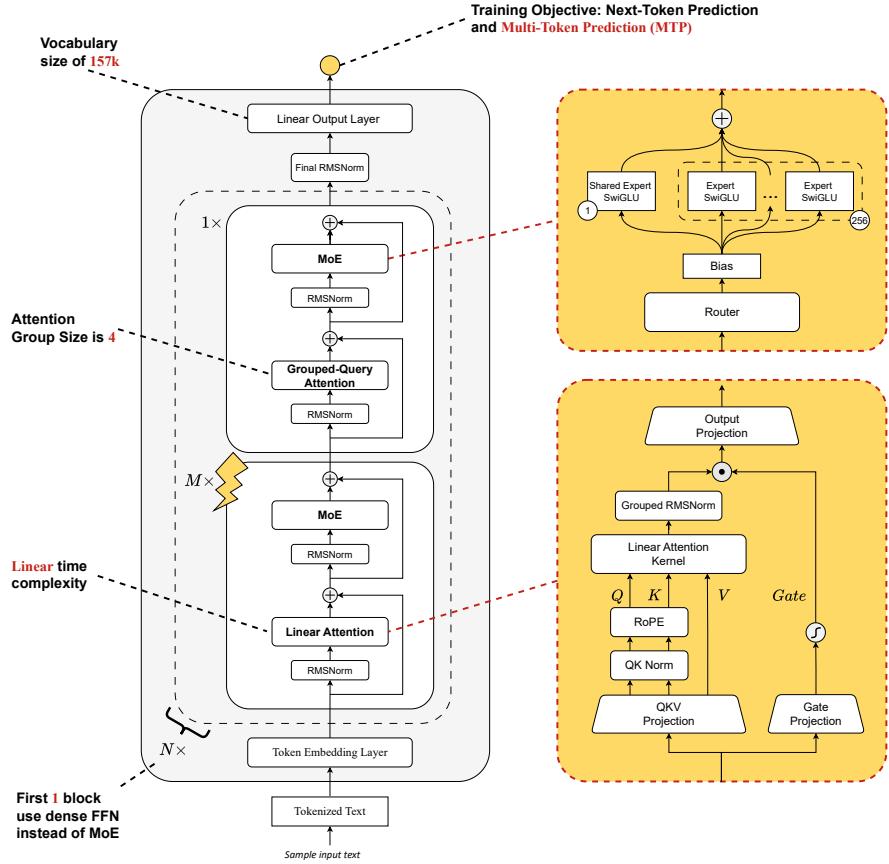 Training Objective: Next-Token Prediction
and Multi-Token Prediction (MTP)
Vocabulary
size of 157k
Linear Output Layer
Final RMSNorm
1×
MoE
RMSNorm
Attention
Group Size is 4
Grouped-Query
Attention
RMSNorm
M×
MoE
RMSNorm
Linear time
complexity
Linear Attention
RMSNorm
N×
Token Embedding Layer
First 1 block
use dense FFN
instead of MoE
Tokenized Text
Sample input text
Shared Expert
SwiGLU
1
Expert
SwiGLU
...
Expert
SwiGLU
256
Bias
Router
Output
Projection
Grouped RMSNorm
Linear Attention
Kernel
Q K V Gate
RoPE
QK Norm
QKV
Projection
Gate
Projection